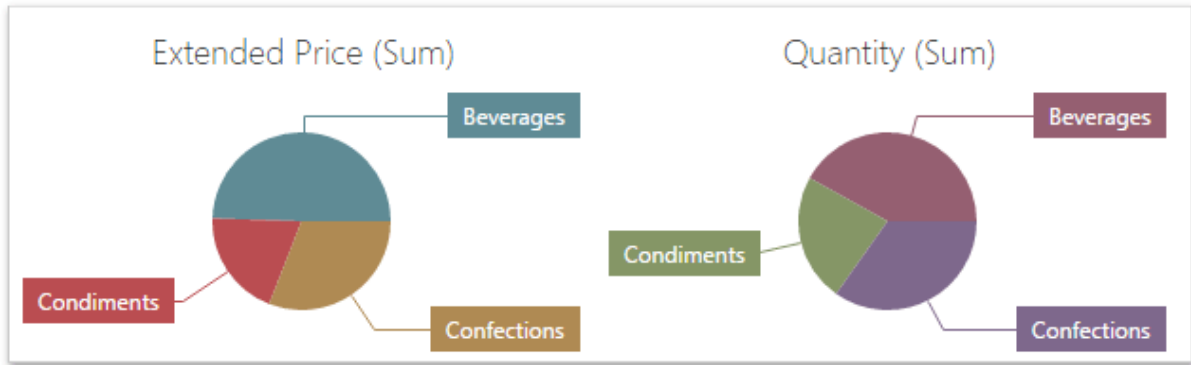 Extended Price (Sum)
Beverages
Condiments
Confections
Quantity (Sum)
Beverages
Condiments
Confections